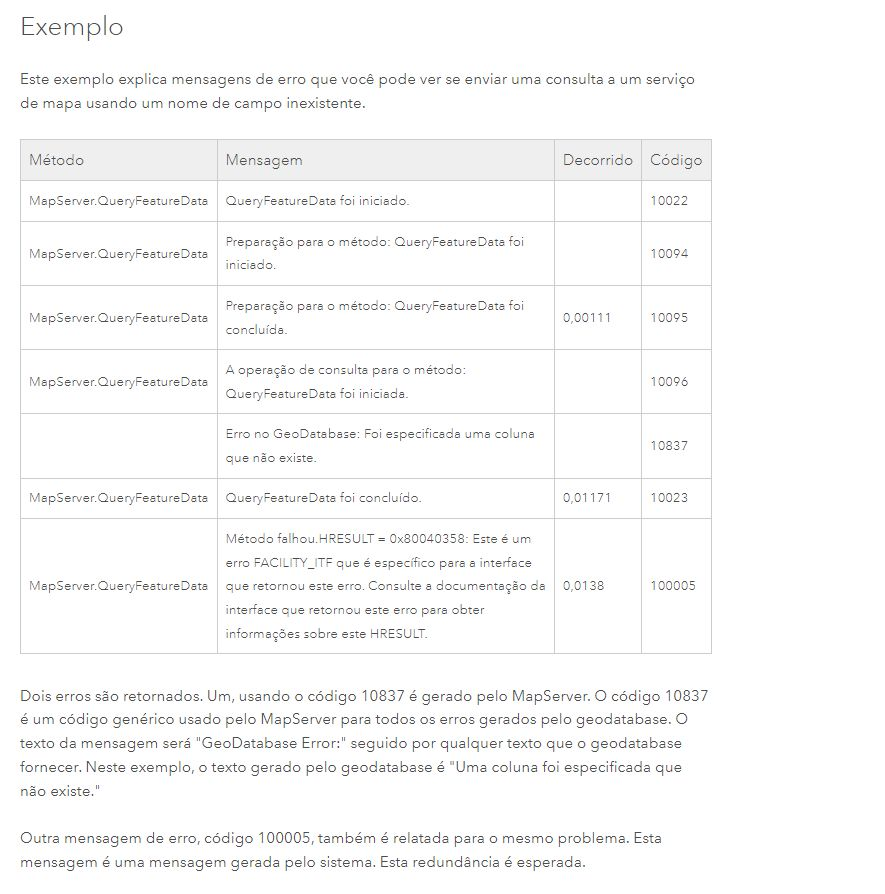 Exemplo
Este exemplo explica mensagens de erro que você pode ver se enviar uma consulta a um serviço
de mapa usando um nome de campo inexistente.
Método Mensagem Decorrido Código
MapServer.QueryFeatureData QueryFeatureData foi iniciado. 10022
MapServer.QueryFeatureData Preparação para o método: QueryFeatureData foi
iniciado. 10094
MapServer.QueryFeatureData Preparação para o método: QueryFeatureData foi
concluída. 0,00111 10095
MapServer.QueryFeatureData A operação de consulta para o método:
QueryFeatureData foi iniciada. 10096
Erro no GeoDatabase: Foi especificada uma coluna
que não existe. 10837
MapServer.QueryFeatureData QueryFeatureData foi concluído. 0,01171 10023
MapServer.QueryFeatureData Método falhou.HRESULT = 0x80040358: Este é um
erro FACILITY_ITF que é específico para a interface
que retornou este erro. Consulte a documentação da
interface que retornou este erro para obter
informações sobre este HRESULT. 0,0138 100005
Dois erros são retornados. Um, usando o código 10837 é gerado pelo MapServer. O código 10837
é um código genérico usado pelo MapServer para todos os erros gerados pelo geodatabase. O
texto da mensagem será "GeoDatabase Error:" seguido por qualquer texto que o geodatabase
fornecer. Neste exemplo, o texto gerado pelo geodatabase é "Uma coluna foi especificada que
não existe."
Outra mensagem de erro, código 100005, também é relatada para o mesmo problema. Esta
mensagem é uma mensagem gerada pelo sistema. Esta redundância é esperada.